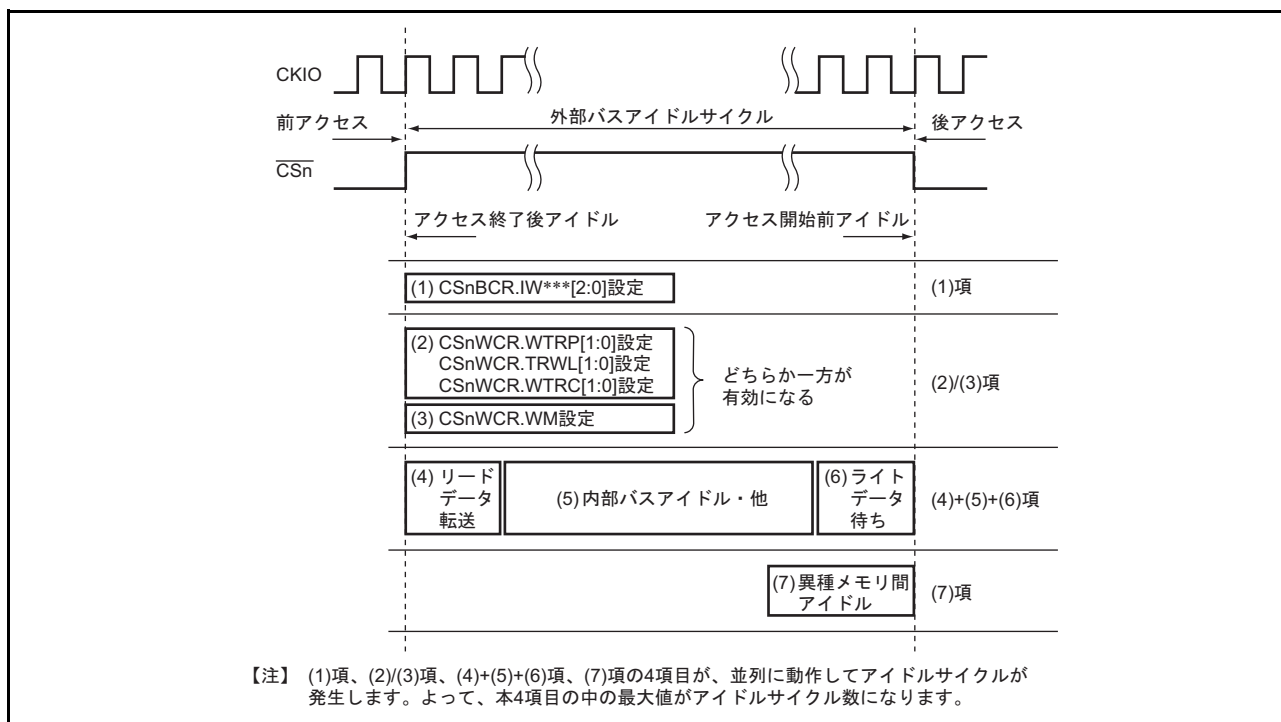 CKIO
前アクセス
外部バスアイドルサイクル
後アクセス
CSn
アクセス終了後アイドル
アクセス開始前アイドル
(1) CSnBCR.IW***[2:0]設定
(1)項
(2) CSnWCR.WTRP[1:0]設定
CSnWCR.TRWL[1:0]設定
CSnWCR.WTRC[1:0]設定
どちらか一方が
有効になる
(2)/(3)項
(3) CSnWCR.WM設定
(4) リード
データ
転送
(5) 内部バスアイドル・他
(6) ライト
データ
待ち
(4)+(5)+(6)項
(7) 異種メモリ間
アイドル
(7)項
【注】 (1)項、(2)/(3)項、(4)+(5)+(6)項、(7)項の4項目が、並列に動作してアイドルサイクルが
発生します。よって、本4項目の中の最大値がアイドルサイクル数になります。